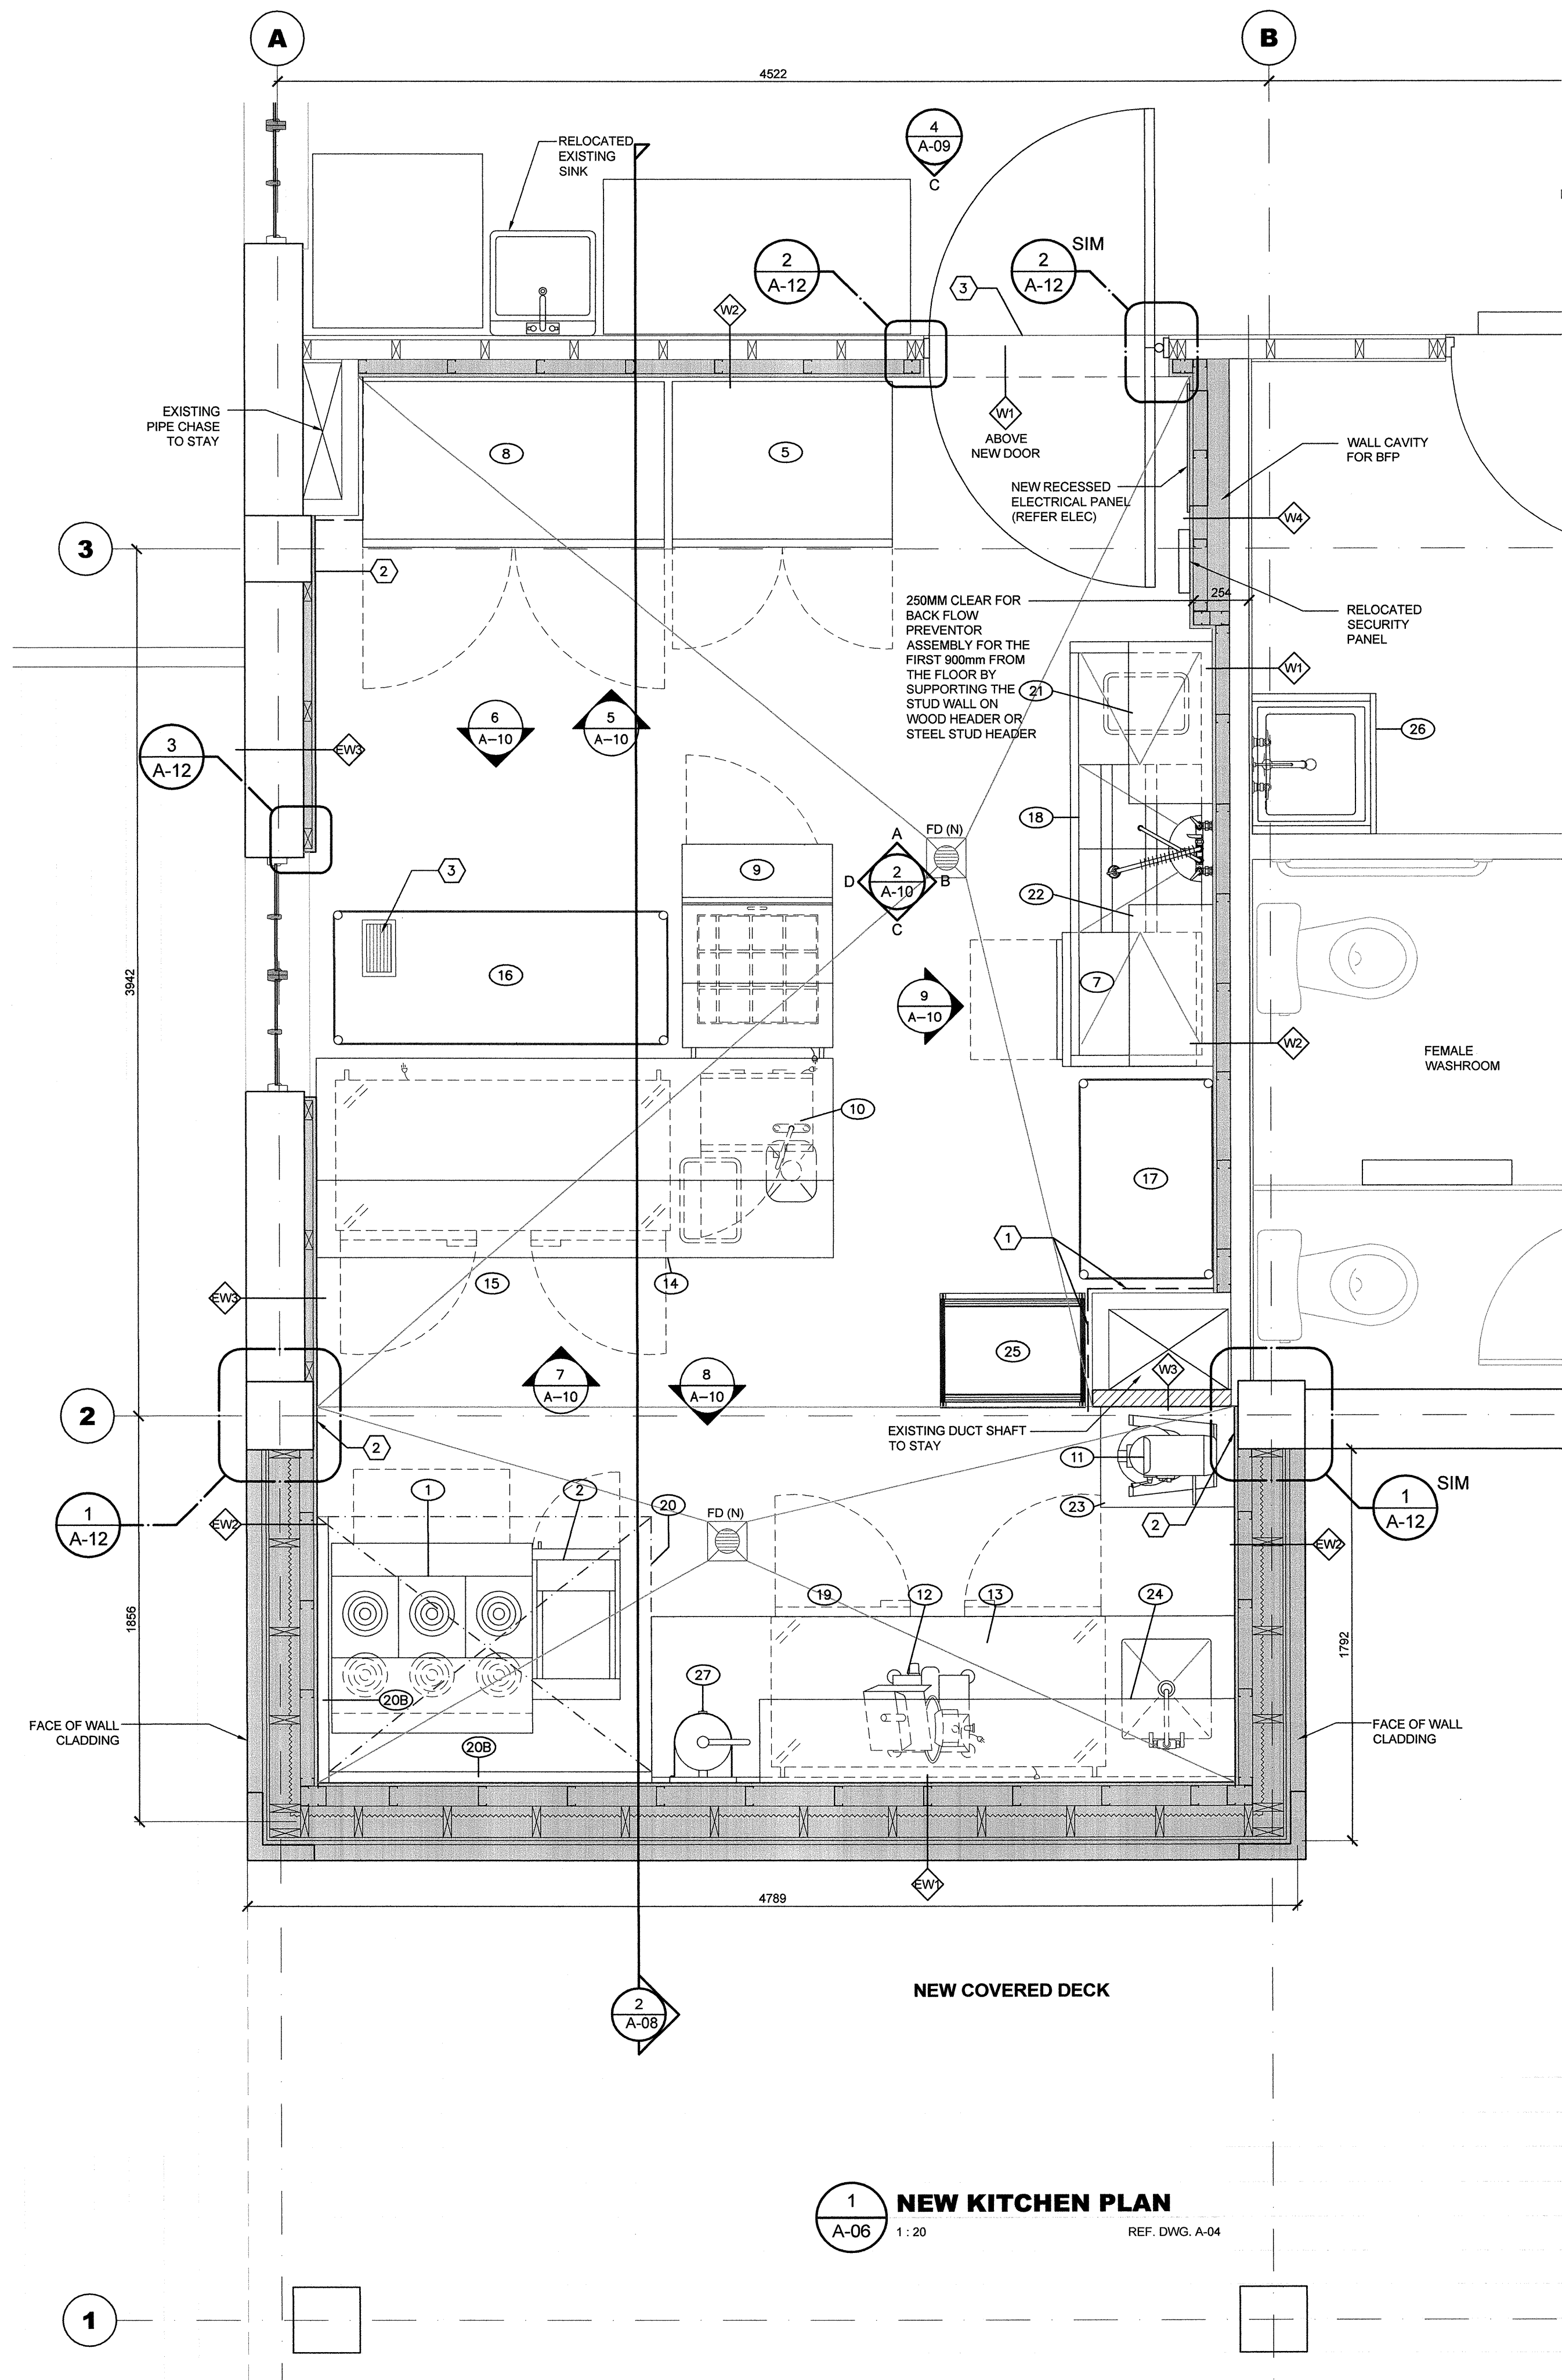 A
B
4522
4
A-09
C
RELOCATED
EXISTING
SINK
2
A-12
2
A-12
SIM
3
W2
EXISTING
PIPE CHASE
TO STAY
W1
ABOVE
NEW DOOR
WALL CAVITY
FOR BFP
8
5
NEW RECESSED
ELECTRICAL PANEL
(REFER ELEC)
W4
3
2
254
250MM CLEAR FOR
BACK FLOW
PREVENTOR
ASSEMBLY FOR THE
FIRST 900mm FROM
THE FLOOR BY
SUPPORTING THE
STUD WALL ON
WOOD HEADER OR
STEEL STUD HEADER
RELOCATED
SECURITY
PANEL
W1
21
6
A-10
5
A-10
26
3
A-12
EW3
18
FD (N)
A
D
2
A-10
B
C
3
9
22
16
7
9
A-10
3942
W2
FEMALE
WASHROOM
10
17
1
15
14
EW3
25
W3
7
A-10
8
A-10
2
2
EXISTING DUCT SHAFT
TO STAY
11
1
A-12
SIM
1
2
20
23
FD (N)
1
A-12
EW2
2
EW2
19
12
13
24
1856
1792
27
20B
20B
FACE OF WALL
CLADDING
FACE OF WALL
CLADDING
EW1
4789
2
A-08
NEW COVERED DECK
1
A-06
NEW KITCHEN PLAN
1 : 20
REF. DWG. A-04
1